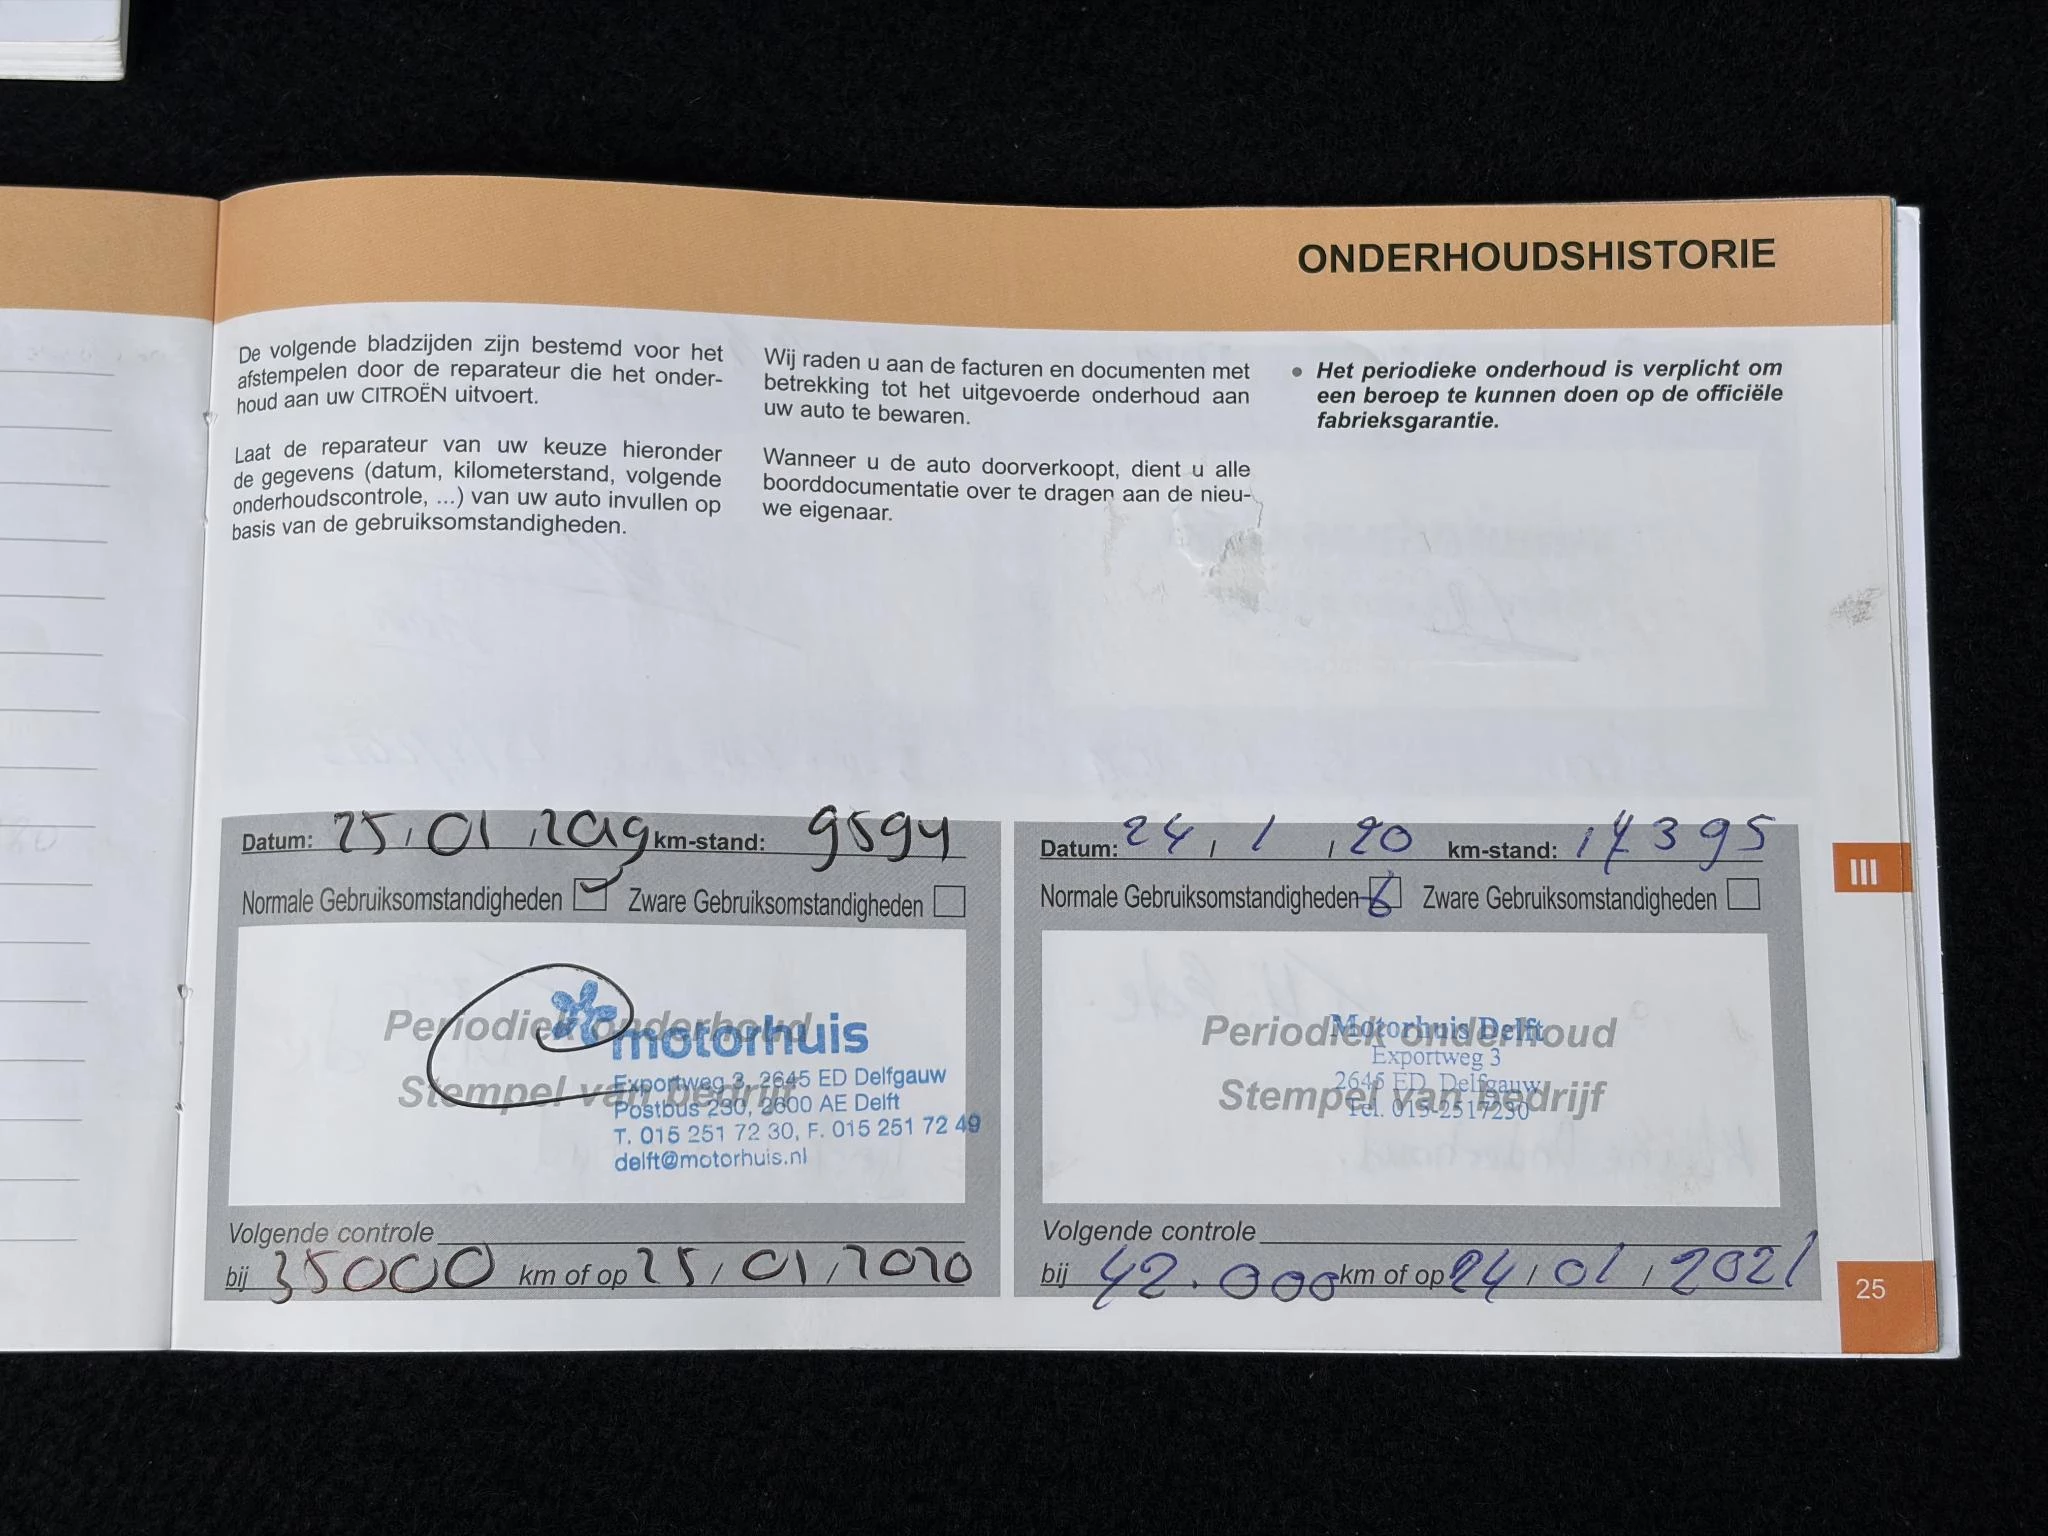 ONDERHOUDSHISTORIE
De volgende bladzijden zijn bestemd voor het
afstempelen door de reparateur die het onder-
houd aan uw CITROËN uitvoert.
Laat de reparateur van uw keuze hieronder
de gegevens (datum, kilometerstand, volgende
onderhoudscontrole, ...) van uw auto invullen op
basis van de gebruiksomstandigheden.
Wij raden u aan de facturen en documenten met
betrekking tot het uitgevoerde onderhoud aan
uw auto te bewaren.
Wanneer u de auto doorverkoopt, dient u alle
boorddocumentatie over te dragen aan de nieu-
we eigenaar.
• Het periodieke onderhoud is verplicht om
een beroep te kunnen doen op de officiële
fabrieksgarantie.
Datum: 25, 01, 2019 km-stand: 9594
Normale Gebruiksomstandigheden Zware Gebruiksomstandigheden
Periodiek onderhoud
motorhuis
Stempel van bedrijf
Exportweg 3, 2645 ED Delfgauw
Postbus 230, 2600 AE Delft
T. 015 251 72 30, F. 015 251 72 49
delft@motorhuis.nl
Volgende controle
bij 35000 km of op 25, 01, 2020
Datum: 24, 1, 20 km-stand: 17395
Normale Gebruiksomstandigheden Zware Gebruiksomstandigheden
Periodiek onderhoud
Stempel van bedrijf
Motorhuis Delft
Exportweg 3
2645 ED Delfgauw
Tel. 015-2517230
Volgende controle
bij 42.000 km of op 24, 01, 2021
III
25